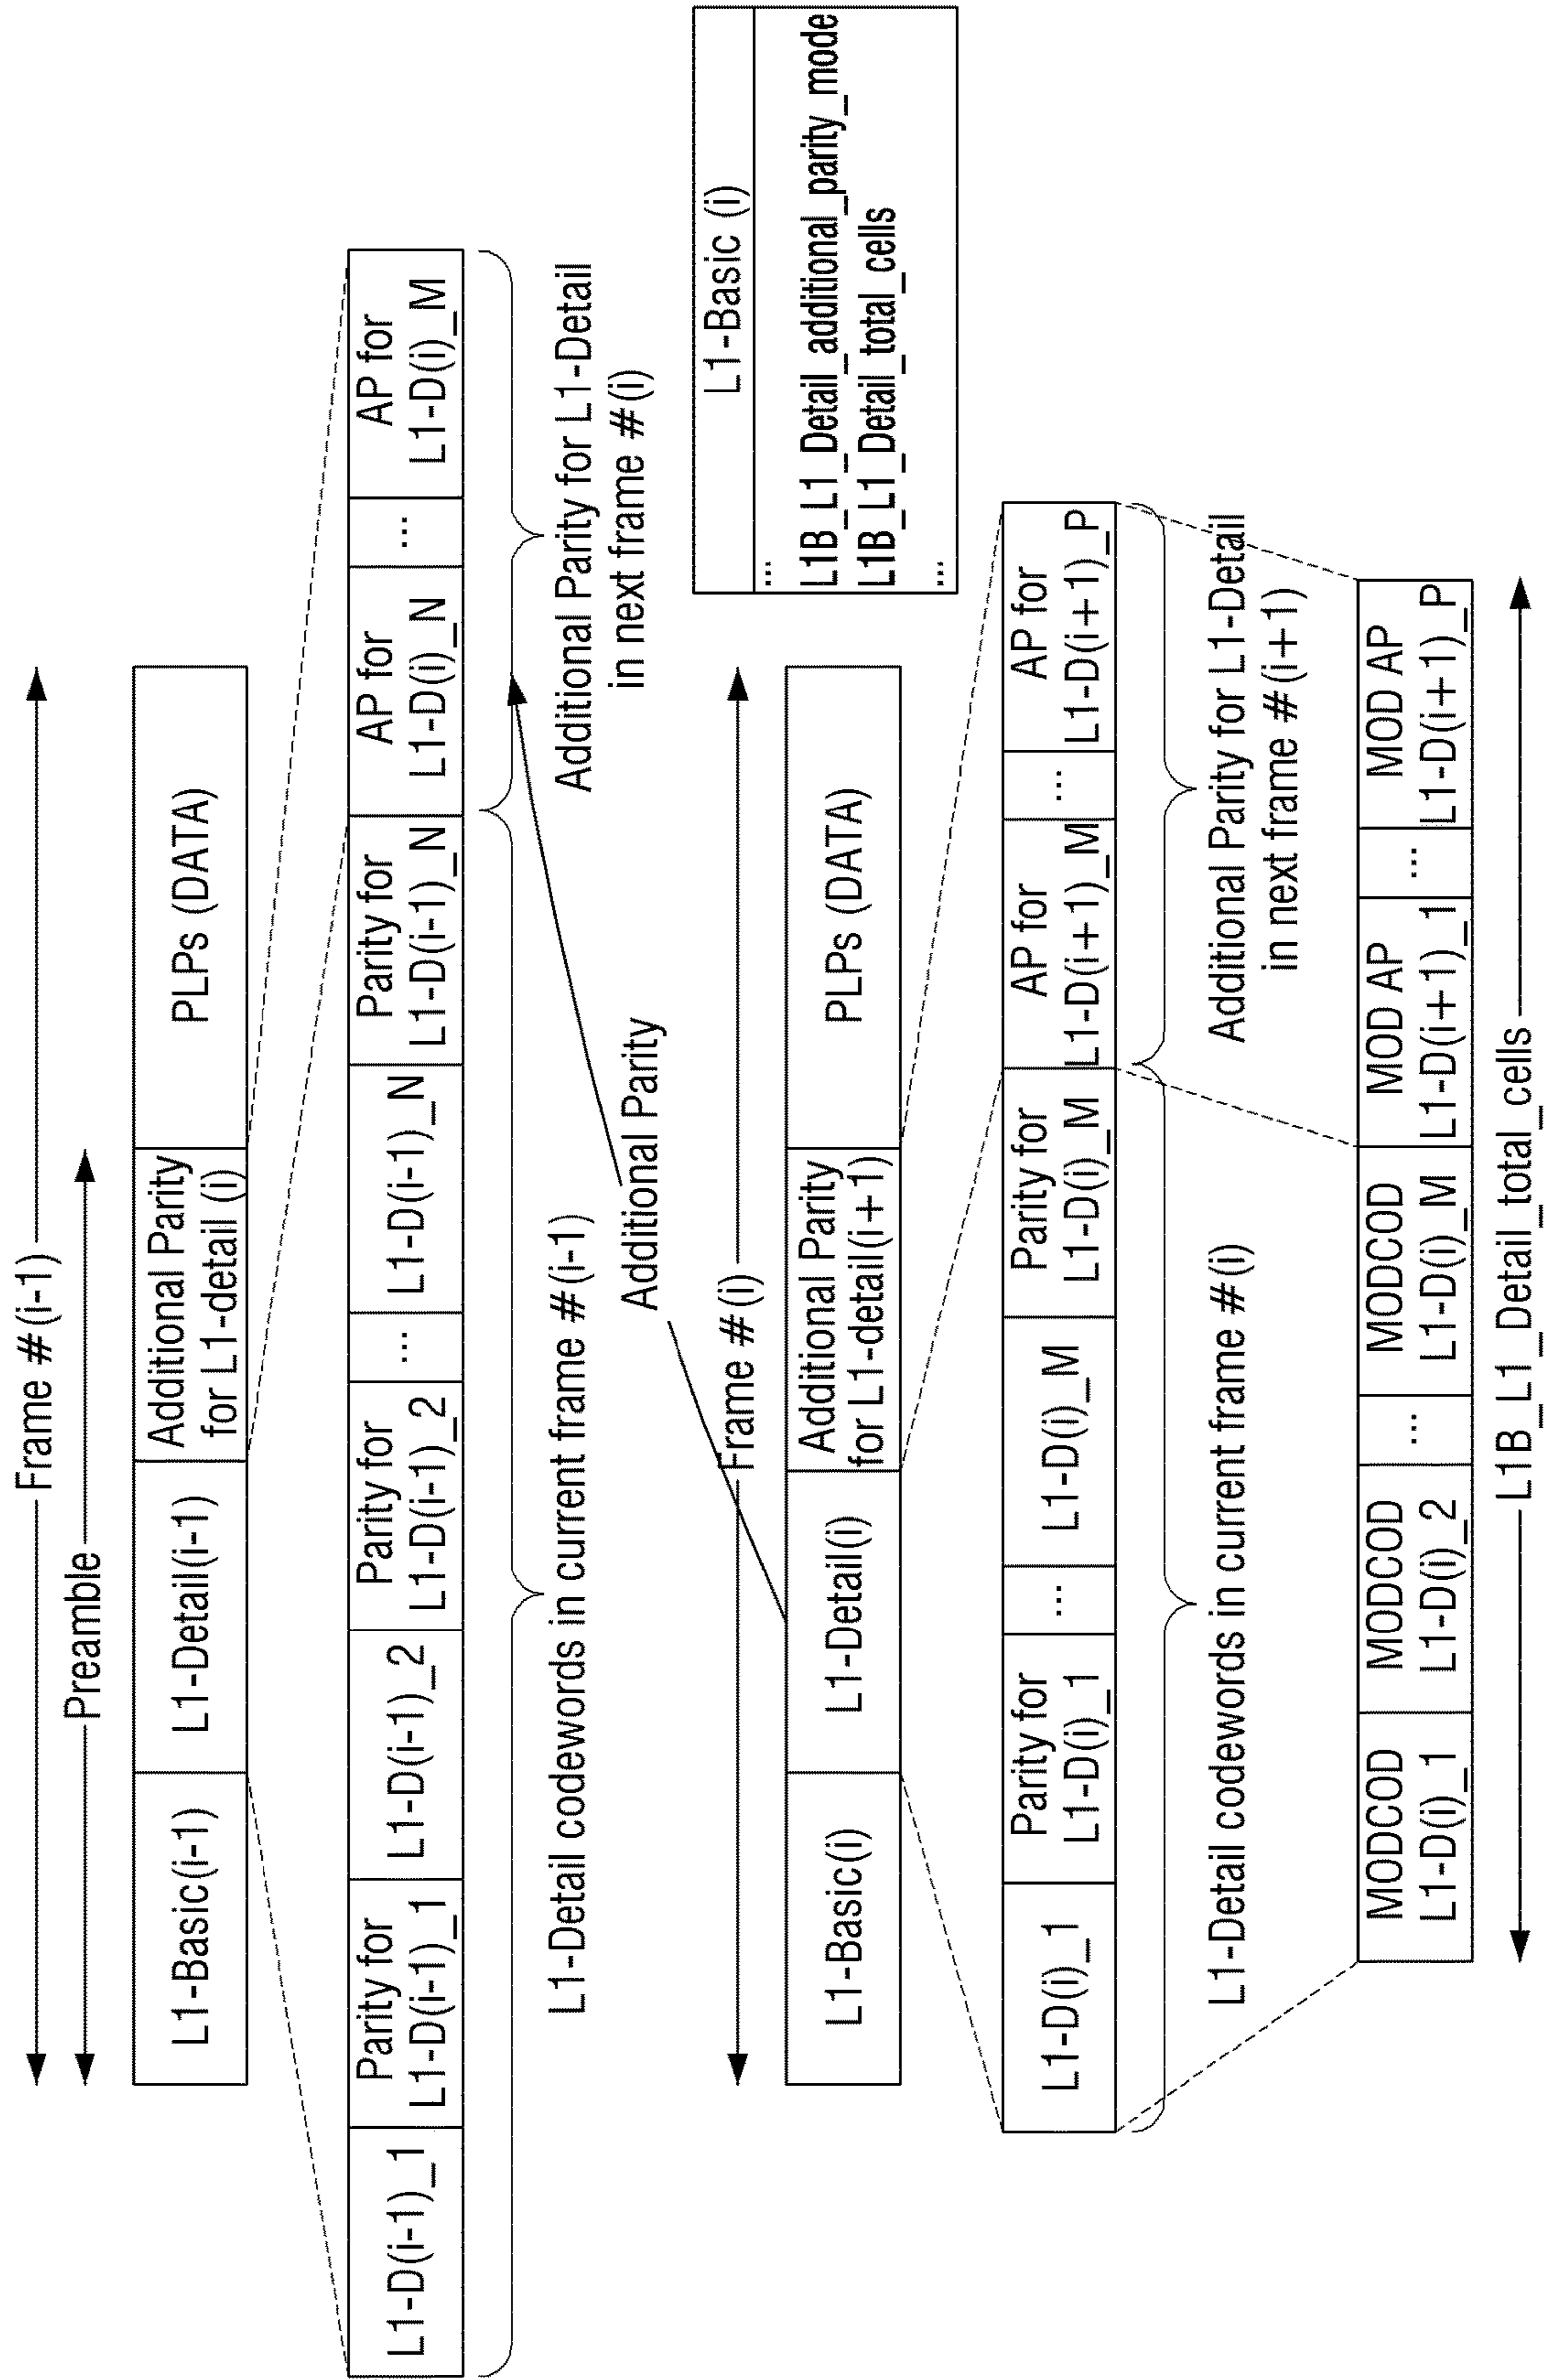 Frame #(i-1)
Preamble
L1-Basic(i-1)
L1-Detail(i-1)
Additional Parity
for L1-detail (i)
PLPs (DATA)
L1-D(i-1)_1
Parity for
L1-D(i-1)_1
L1-D(i-1)_2
Parity for
L1-D(i-1)_2
...
L1-D(i-1)_N
Parity for
L1-D(i-1)_N
AP for
L1-D(i)_N
...
AP for
L1-D(i)_M
L1-Detail codewords in current frame #(i-1)
Additional Parity for L1-Detail
in next frame #(i)
Additional Parity
L1-Basic (i)
...
L1B_L1_Detail_additional_parity_mode
L1B_L1_Detail_total_cells
...
Frame #(i)
L1-Basic(i)
L1-Detail(i)
Additional Parity
for L1-detail(i+1)
PLPs (DATA)
L1-D(i)_1
Parity for
L1-D(i)_1
...
L1-D(i)_M
Parity for
L1-D(i)_M
AP for
L1-D(i+1)_M
...
AP for
L1-D(i+1)_P
L1-Detail codewords in current frame #(i)
Additional Parity for L1-Detail
in next frame #(i+1)
MODCOD
L1-D(i)_1
MODCOD
L1-D(i)_2
...
MODCOD
L1-D(i)_M
MOD AP
L1-D(i+1)_1
...
MOD AP
L1-D(i+1)_P
L1B_L1_Detail_total_cells